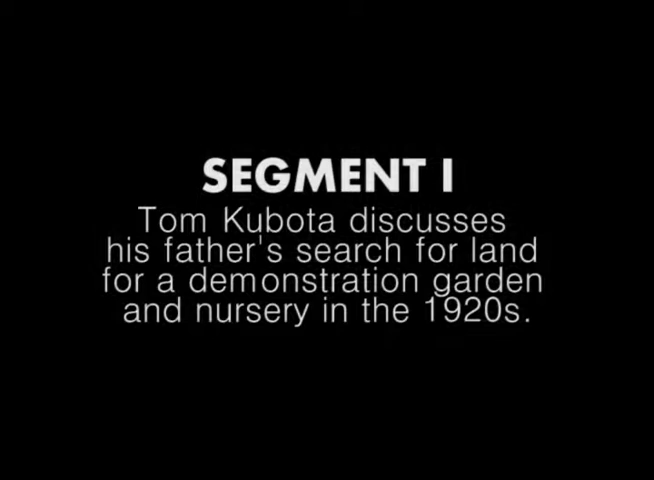 SEGMENT I
Tom Kubota discusses
his father's search for land
for a demonstration garden
and nursery in the 1920s.